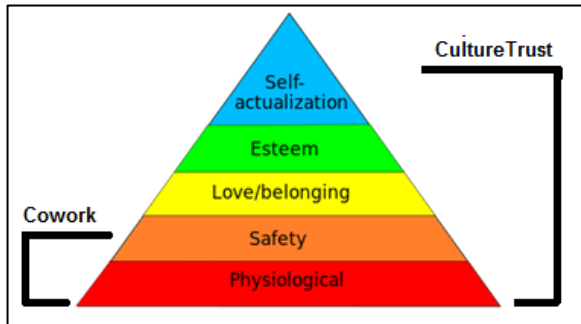 CultureTrust
Self-
actualization
Esteem
Love/belonging
Cowork
Safety
Physiological